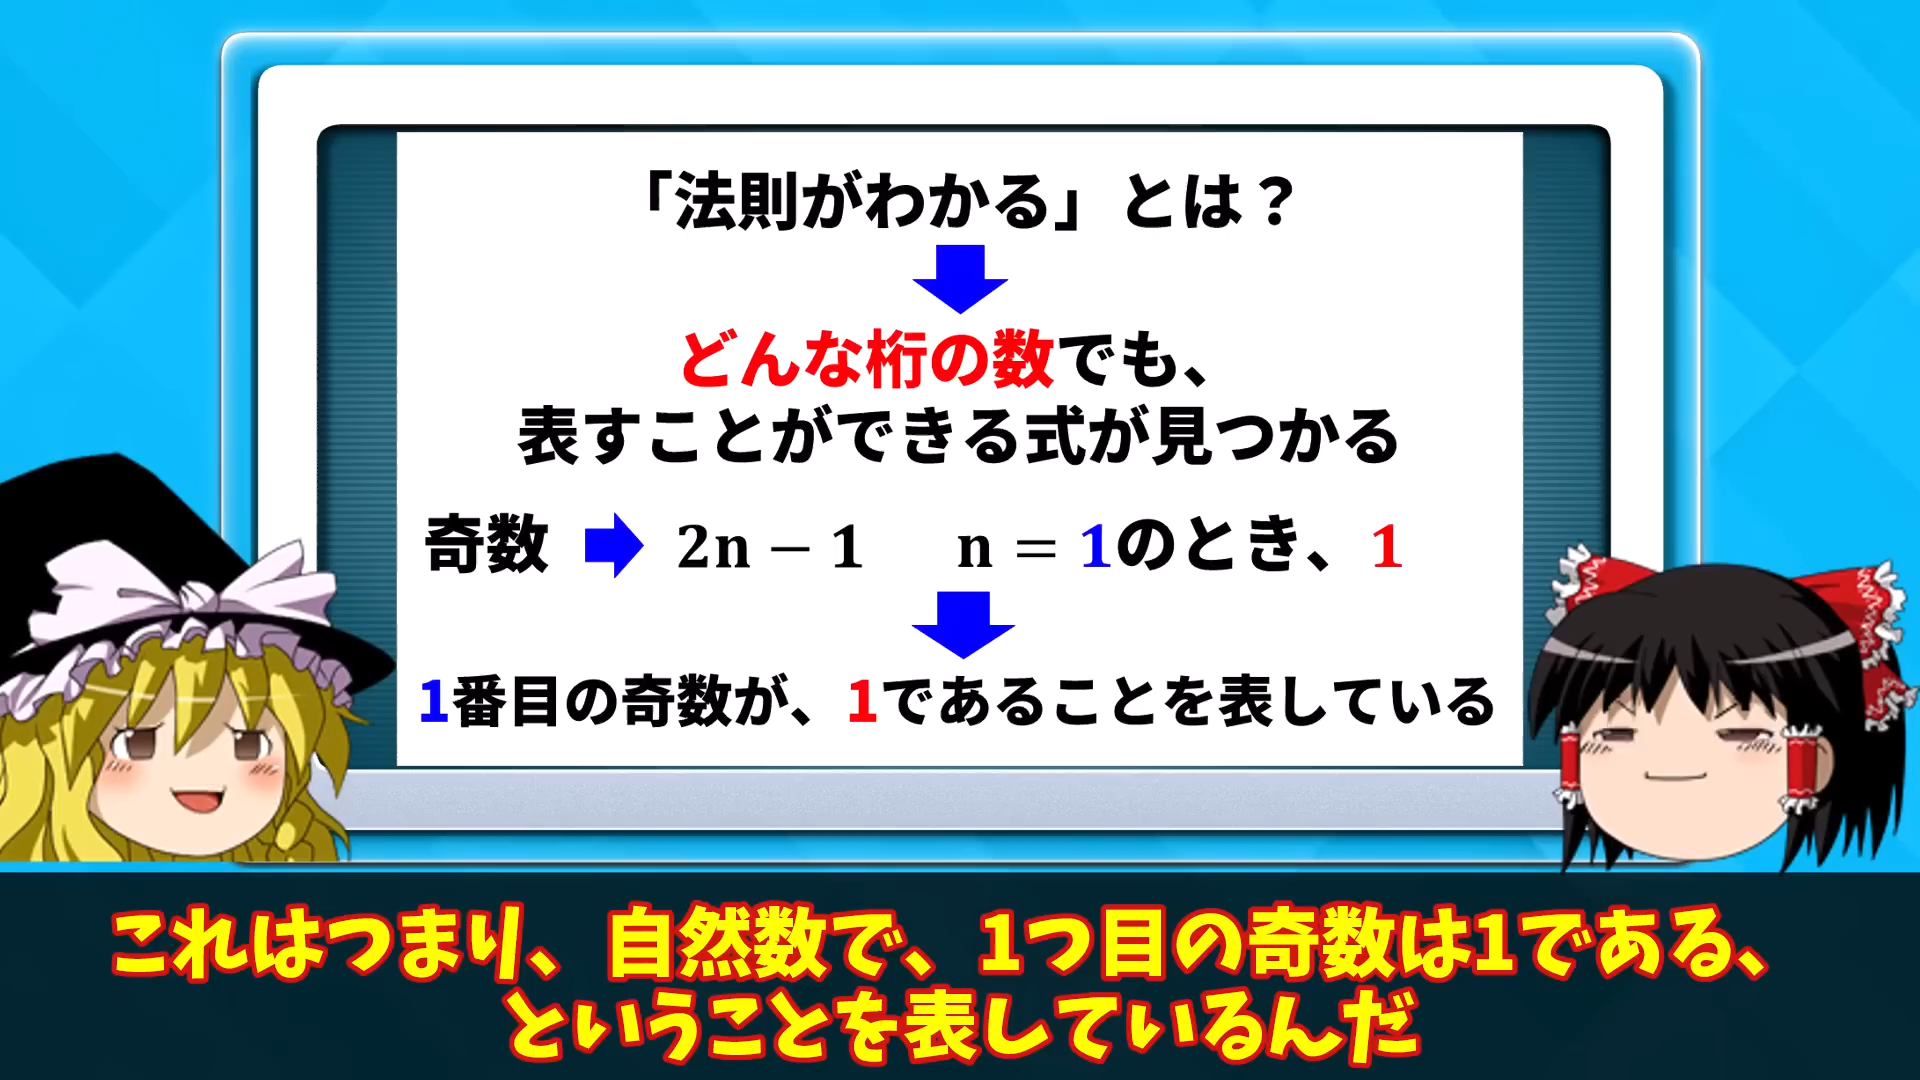 「法則がわかる」とは？
どんな桁の数でも、
表すことができる式が見つかる
奇数 2n − 1 n = 1のとき、1
1番目の奇数が、1であることを表している
これはつまり、自然数で、1つ目の奇数は1である、
ということを表しているんだ